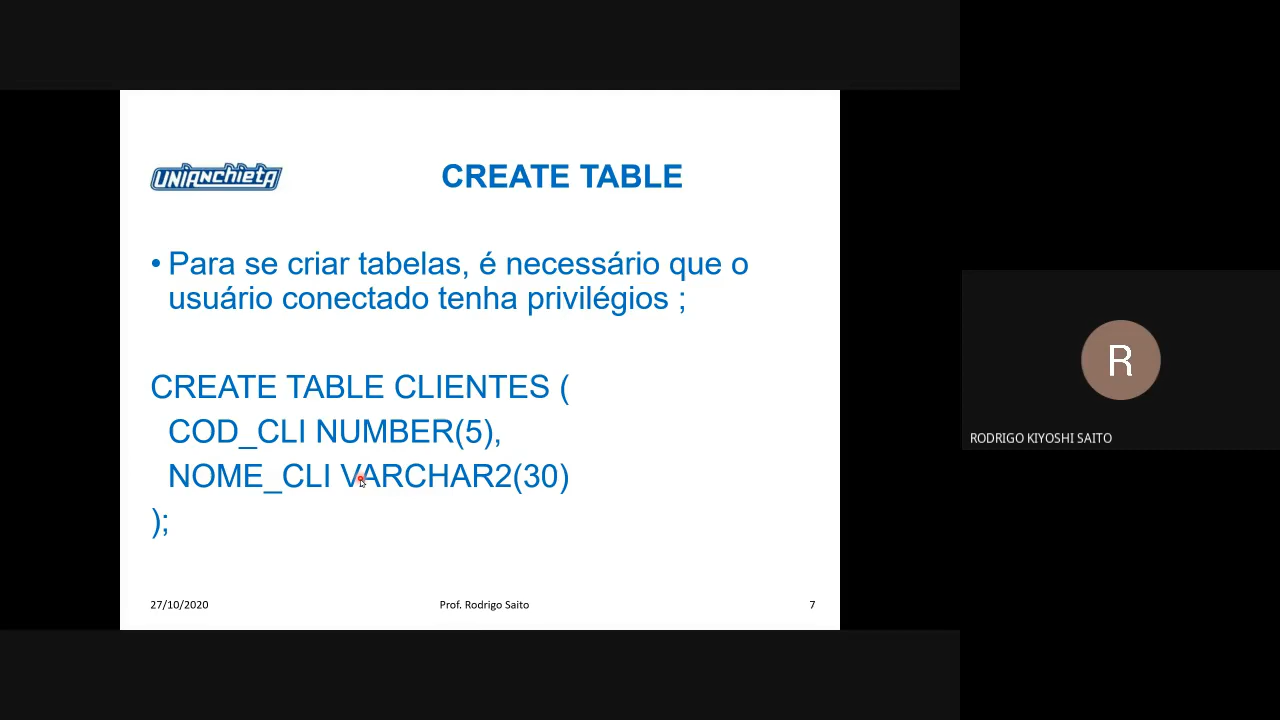 UNIANCHIETA
CREATE TABLE
• Para se criar tabelas, é necessário que o
usuário conectado tenha privilégios ;
CREATE TABLE CLIENTES (
COD_CLI NUMBER(5),
NOME_CLI VARCHAR2(30)
);
27/10/2020
Prof. Rodrigo Saito
7
R
RODRIGO KIYOSHI SAITO